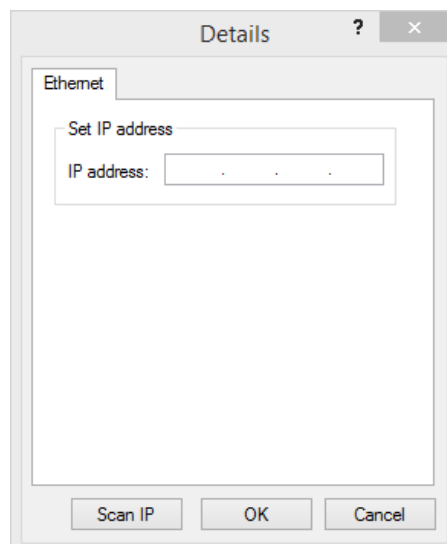 Details ? ×
Ethernet
Set IP address
IP address: . . .
Scan IP OK Cancel